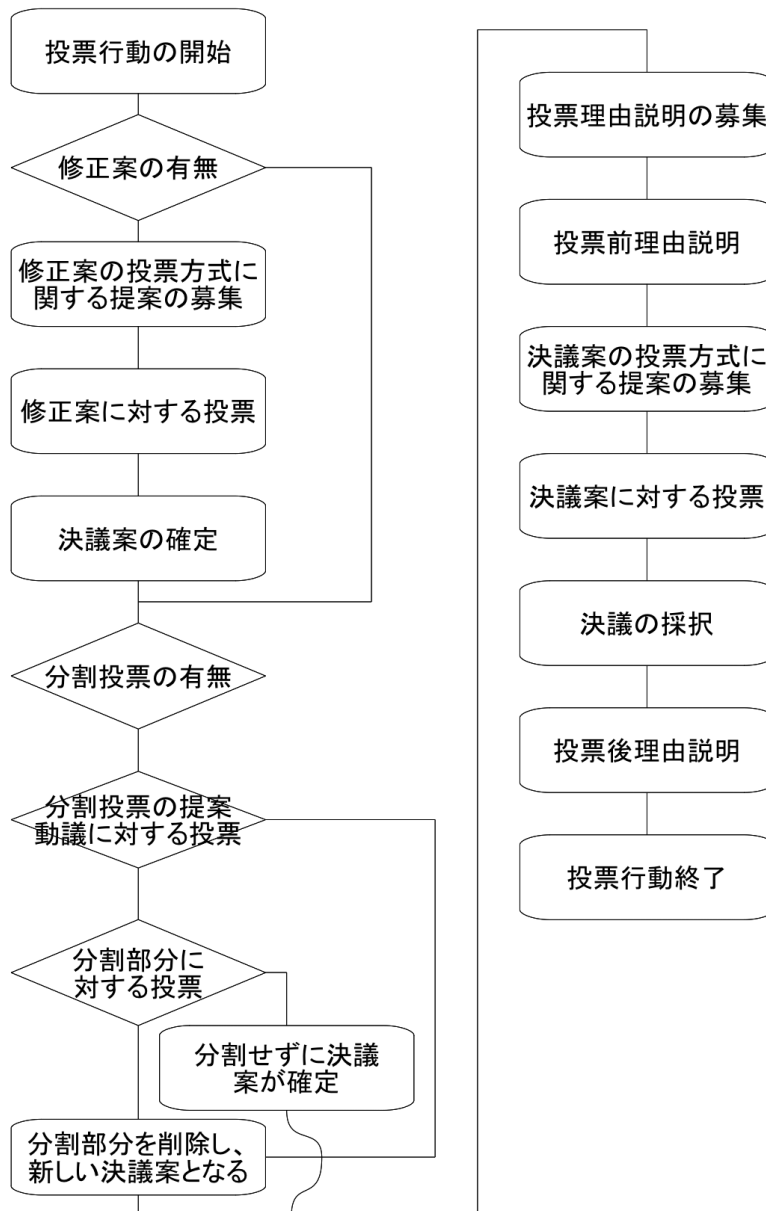 投票行動の開始
修正案の有無
修正案の投票方式に
関する提案の募集
修正案に対する投票
決議案の確定
分割投票の有無
分割投票の提案
動議に対する投票
分割部分に
対する投票
分割せずに決議
案が確定
分割部分を削除し、
新しい決議案となる
投票理由説明の募集
投票前理由説明
決議案の投票方式に
関する提案の募集
決議案に対する投票
決議の採択
投票後理由説明
投票行動終了